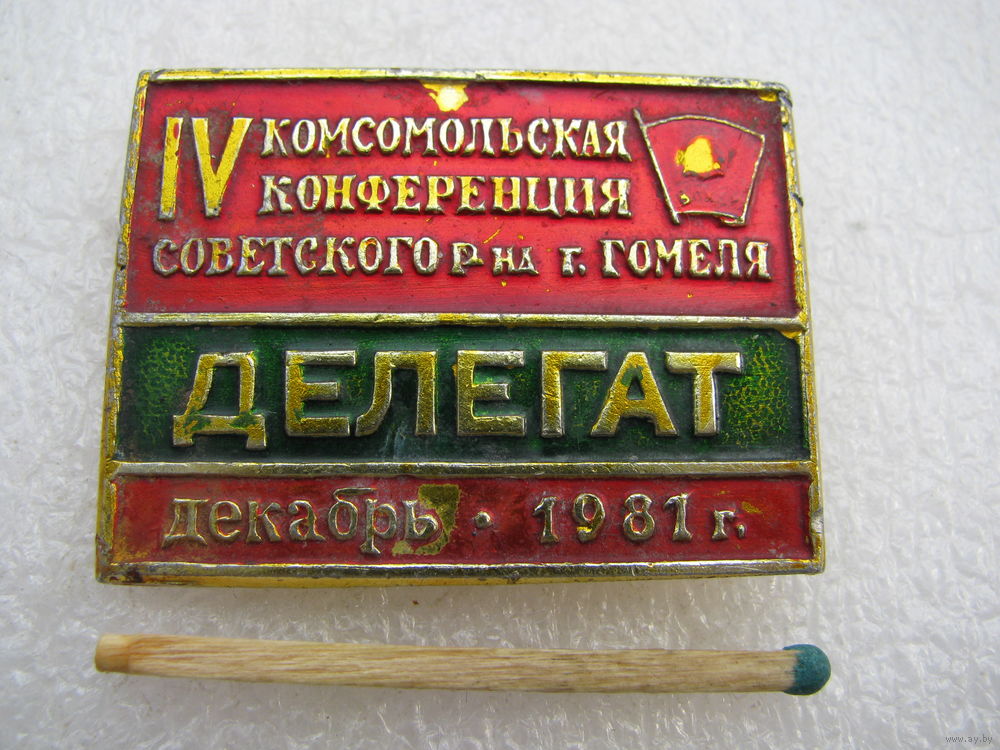 IV КОМСОМОЛЬСКАЯ
КОНФЕРЕНЦИЯ
СОВЕТСКОГО Р-НА г. ГОМЕЛЯ
ДЕЛЕГАТ
декабрь · 1981 г.
www.ay.by